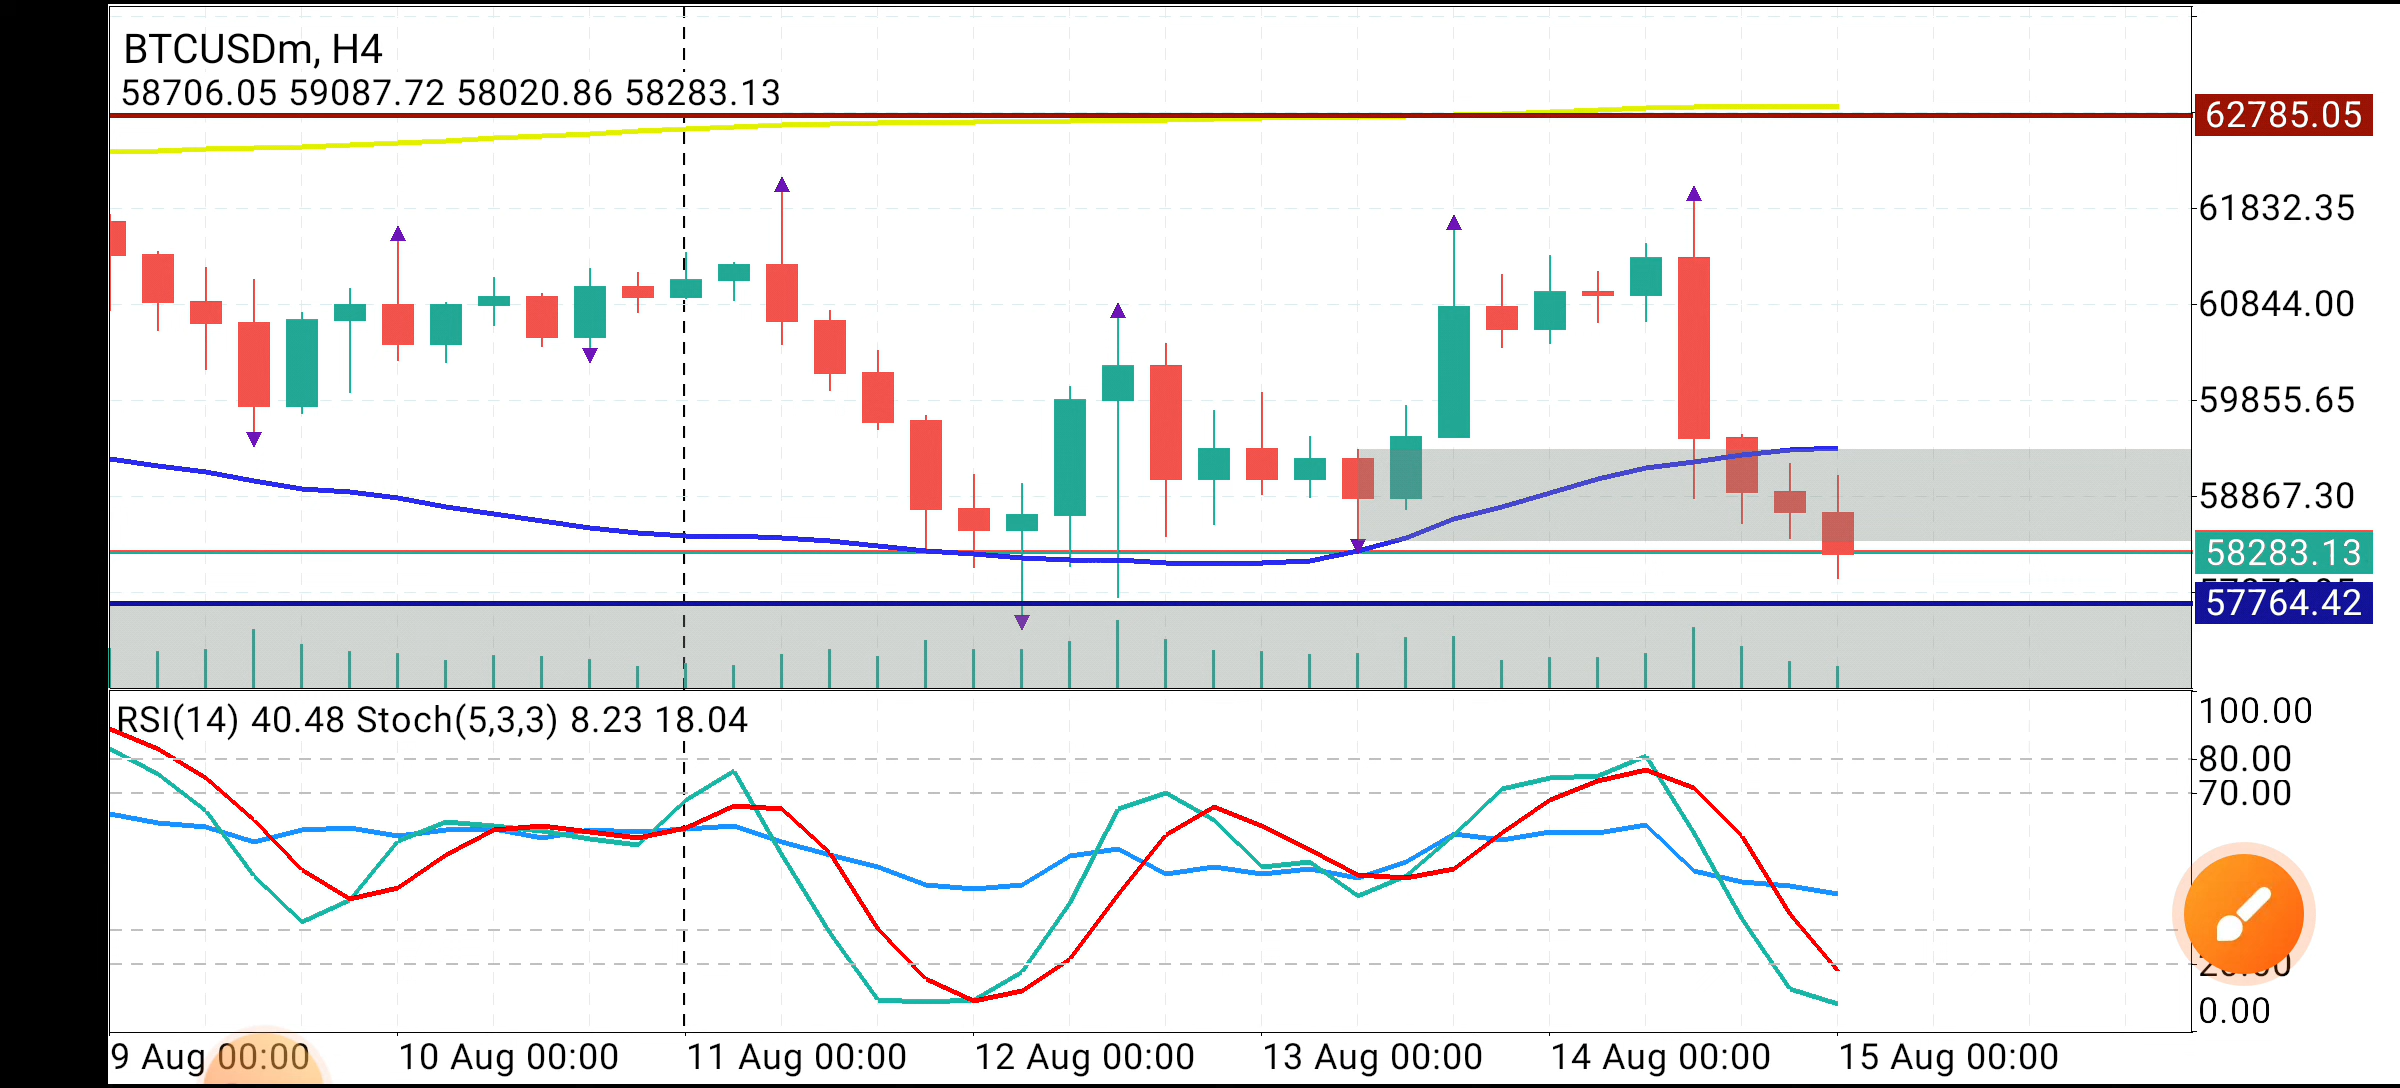 BTCUSDm, H4
58706.05 59087.72 58020.86 58283.13
62785.05
61832.35
60844.00
59855.65
58867.30
58283.13
57764.42
RSI(14) 40.48 Stoch(5,3,3) 8.23 18.04
100.00
80.00
70.00
0.00
9 Aug 00:00 10 Aug 00:00 11 Aug 00:00 12 Aug 00:00 13 Aug 00:00 14 Aug 00:00 15 Aug 00:00